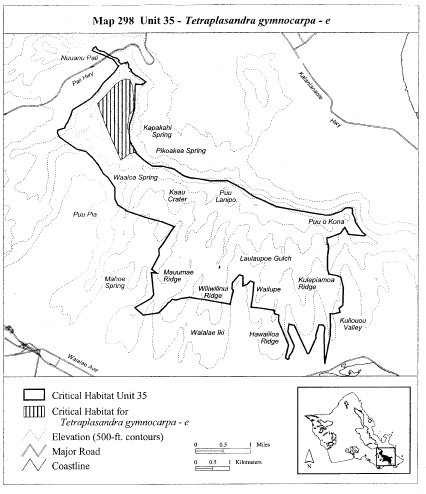 Map 298 Unit 35 - Tetraplasandra gymnocarpa - e
Nuuanu Pali
Pali Hwy
Kalanianaole
Hwy
Kapakahi
Spring
Pikoakea Spring
Waaloa Spring
Kaau
Crater
Puu
Lanipo
Puu Pia
Puu o Kona
Laulaupoe Gulch
Mahoe
Spring
Mauumae
Ridge
Wiliwilinui
Ridge
Wailupe
Kulepiamoa
Ridge
Kuliouou
Valley
Waialae Iki
Hawaiiloa
Ridge
Waialae Ave
Critical Habitat Unit 35
Critical Habitat for
Tetraplasandra gymnocarpa - e
Elevation (500-ft. contours)
Major Road
Coastline
0 0.5 1 Miles
0 0.5 1 Kilometers
N